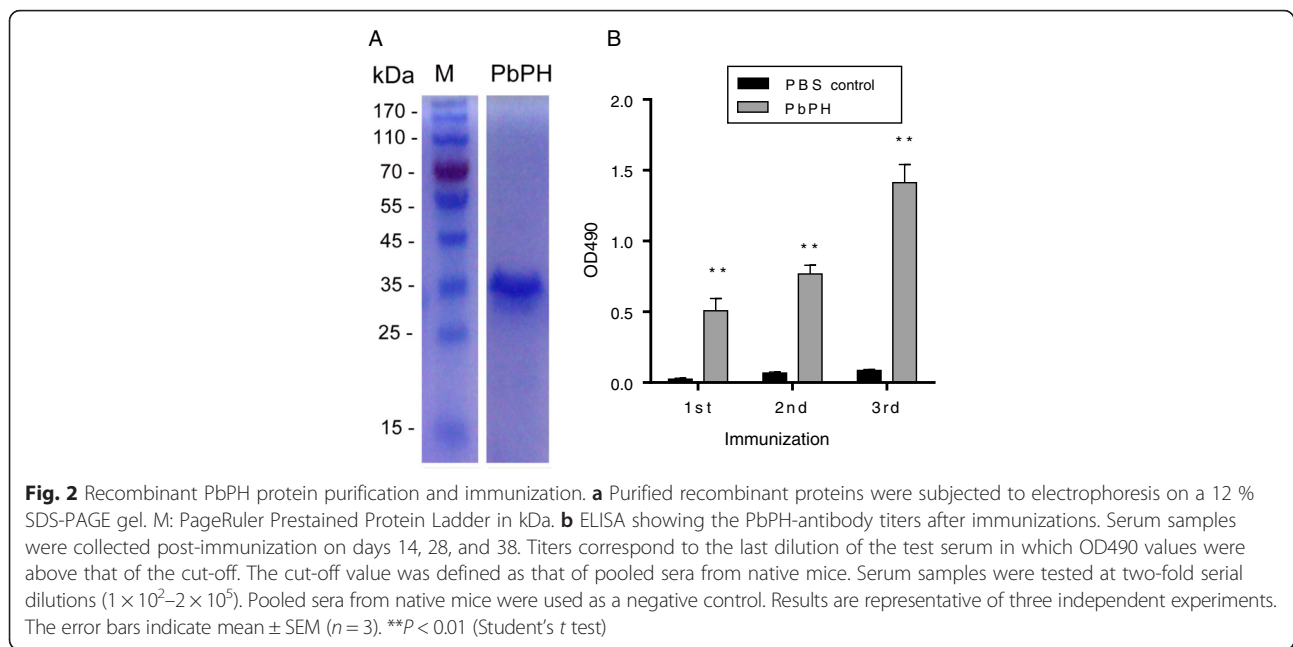 A
kDa M PbPH
170 -
110 -
70 -
55 -
45 -
35 -
25 -
15 -
B
PBS control
PbPH
OD490
2.0
1.5
1.0
0.5
0.0
**
**
**
1st 2nd 3rd
Immunization
Fig. 2 Recombinant PbPH protein purification and immunization. a Purified recombinant proteins were subjected to electrophoresis on a 12 %
SDS-PAGE gel. M: PageRuler Prestained Protein Ladder in kDa. b ELISA showing the PbPH-antibody titers after immunizations. Serum samples
were collected post-immunization on days 14, 28, and 38. Titers correspond to the last dilution of the test serum in which OD490 values were
above that of the cut-off. The cut-off value was defined as that of pooled sera from native mice. Serum samples were tested at two-fold serial
dilutions (1 × 10²–2 × 10⁵). Pooled sera from native mice were used as a negative control. Results are representative of three independent experiments.
The error bars indicate mean ± SEM (n = 3). **P < 0.01 (Student's t test)